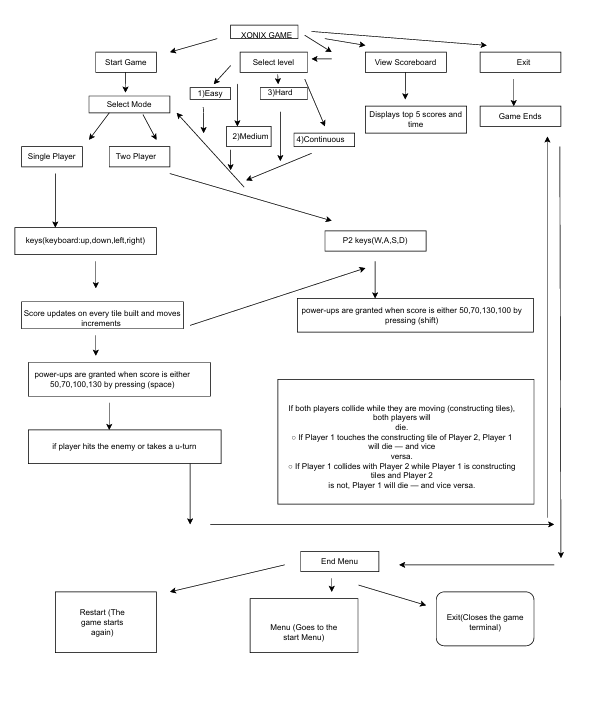 XONIX GAME
Start Game
Select level
View Scoreboard
Exit
1)Easy
3)Hard
Select Mode
Displays top 5 scores and
time
Game Ends
2)Medium
4)Continuous
Single Player
Two Player
keys(keyboard:up,down,left,right)
P2 keys(W,A,S,D)
Score updates on every tile built and moves
increments
power-ups are granted when score is either 50,70,130,100 by
pressing (shift)
power-ups are granted when score is either
50,70,100,130 by pressing (space)
If both players collide while they are moving (constructing tiles),
both players will
die.
○ If Player 1 touches the constructing tile of Player 2, Player 1
will die — and vice
versa.
○ If Player 1 collides with Player 2 while Player 1 is constructing
tiles and Player 2
is not, Player 1 will die — and vice versa.
if player hits the enemy or takes a u-turn
End Menu
Restart (The
game starts
again)
Menu (Goes to the
start Menu)
Exit(Closes the game
terminal)